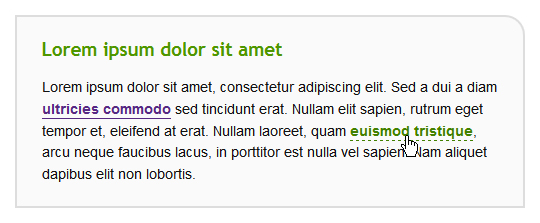 Lorem ipsum dolor sit amet
Lorem ipsum dolor sit amet, consectetur adipiscing elit. Sed a dui a diam
ultricies commodo sed tincidunt erat. Nullam elit sapien, rutrum eget
tempor et, eleifend at erat. Nullam laoreet, quam euismod tristique,
arcu neque faucibus lacus, in porttitor est nulla vel sapien. Nam aliquet
dapibus elit non lobortis.